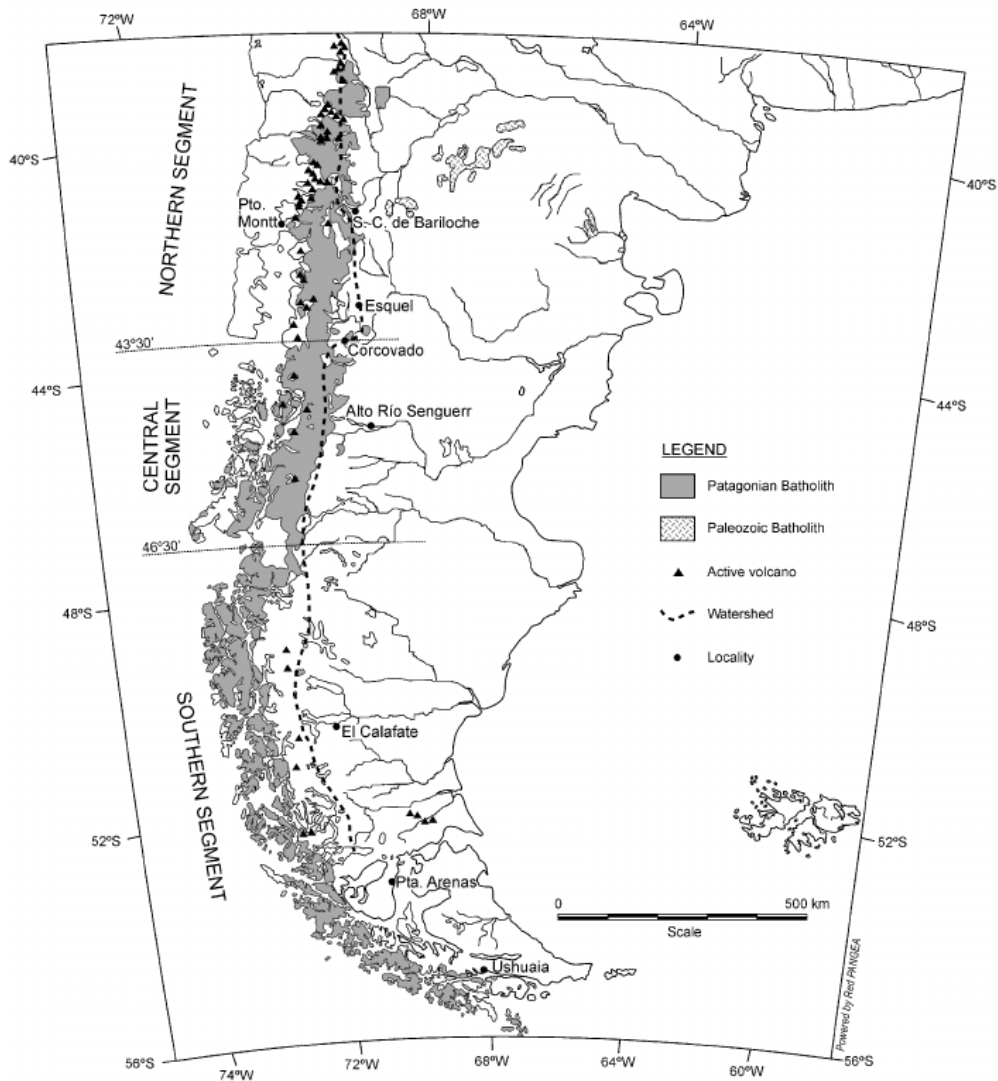 72°W
68°W
64°W
40°S
40°S
NORTHERN SEGMENT
Pto.
Montt
S.-C. de Bariloche
Esquel
43°30'
Corcovado
44°S
44°S
CENTRAL
SEGMENT
Alto Río Senguerr
LEGEND
Patagonian Batholith
Paleozoic Batholith
46°30'
Active volcano
48°S
Watershed
48°S
Locality
SOUTHERN SEGMENT
El Calafate
52°S
52°S
Pta. Arenas
0 500 km
Scale
Ushuaia
Powered by Red PANGEA
56°S
56°S
74°W
72°W
68°W
64°W
60°W